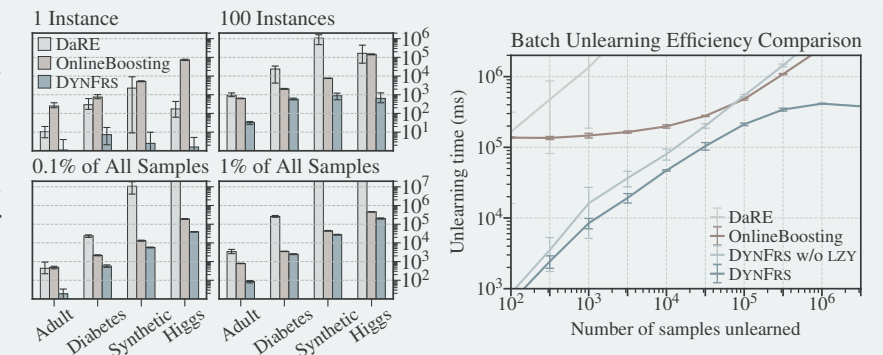 1 Instance
100 Instances
DaRE
OnlineBoosting
DYNFRS
10^6
10^5
10^4
10^3
10^2
10^1
0.1% of All Samples
1% of All Samples
10^7
10^6
10^5
10^4
10^3
10^2
Adult
Diabetes
Synthetic
Higgs
Adult
Diabetes
Synthetic
Higgs
Batch Unlearning Efficiency Comparison
Unlearning time (ms)
10^6
10^5
10^4
10^3
DaRE
OnlineBoosting
DYNFRS w/o LZY
DYNFRS
10^2
10^3
10^4
10^5
10^6
Number of samples unlearned